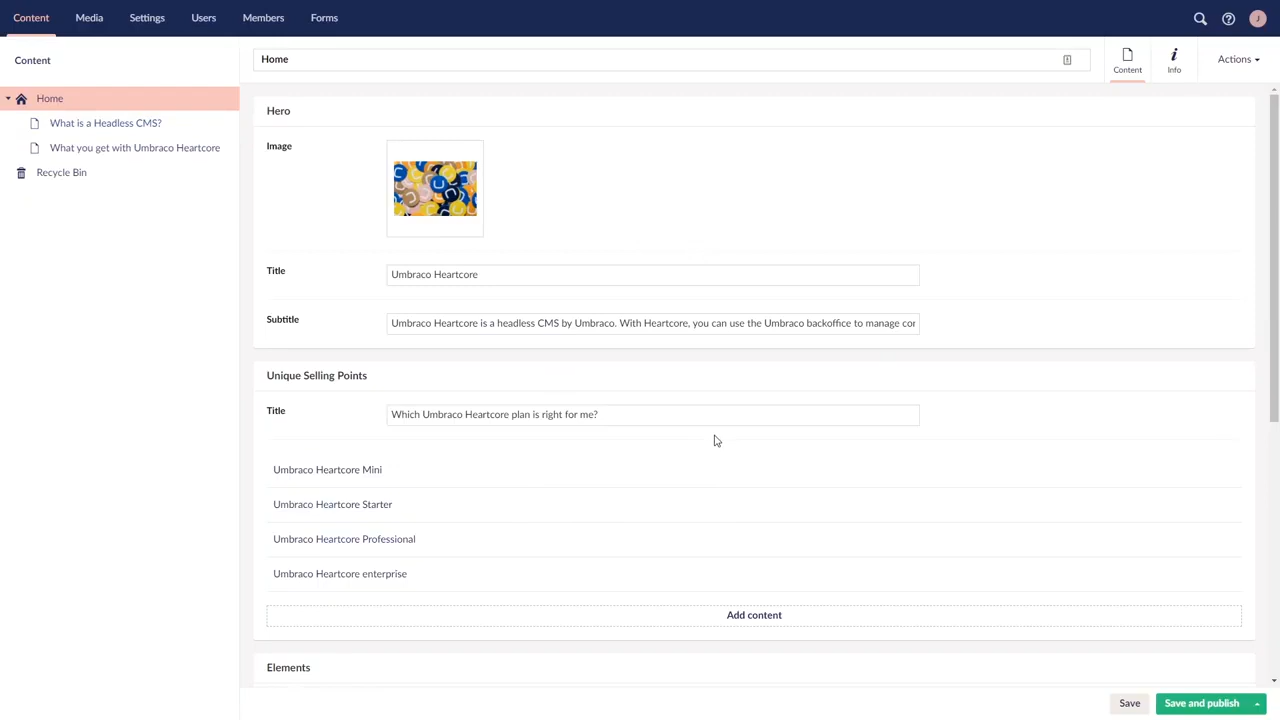 Content Media Settings Users Members Forms
J
Content
Home
What is a Headless CMS?
What you get with Umbraco Heartcore
Recycle Bin
Home
Content
Info
Actions
Hero
Image
Title
Umbraco Heartcore
Subtitle
Umbraco Heartcore is a headless CMS by Umbraco. With Heartcore, you can use the Umbraco backoffice to manage cor
Unique Selling Points
Title
Which Umbraco Heartcore plan is right for me?
Umbraco Heartcore Mini
Umbraco Heartcore Starter
Umbraco Heartcore Professional
Umbraco Heartcore enterprise
Add content
Elements
Save
Save and publish